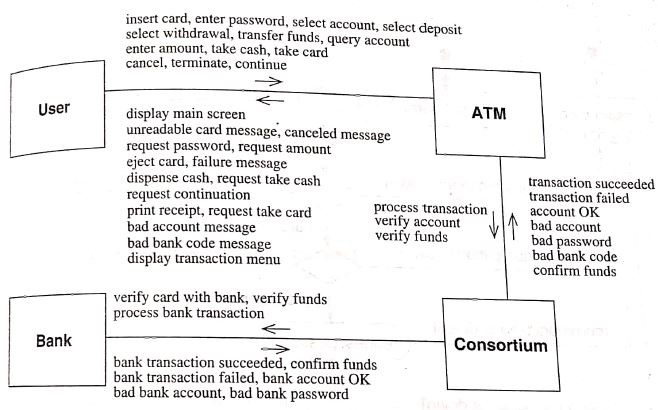 insert card, enter password, select account, select deposit
select withdrawal, transfer funds, query account
enter amount, take cash, take card
cancel, terminate, continue
User
ATM
display main screen
unreadable card message, canceled message
request password, request amount
eject card, failure message
dispense cash, request take cash
request continuation
print receipt, request take card
bad account message
bad bank code message
display transaction menu
process transaction
verify account
verify funds
transaction succeeded
transaction failed
account OK
bad account
bad password
bad bank code
confirm funds
verify card with bank, verify funds
process bank transaction
Bank
Consortium
bank transaction succeeded, confirm funds
bank transaction failed, bank account OK
bad bank account, bad bank password